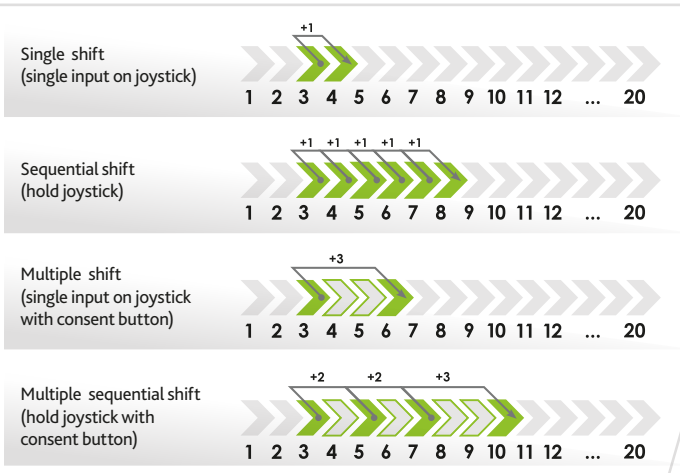 +1
Single shift
(single input on joystick)
1 2 3 4 5 6 7 8 9 10 11 12 ... 20
+1 +1 +1 +1 +1
Sequential shift
(hold joystick)
1 2 3 4 5 6 7 8 9 10 11 12 ... 20
+3
Multiple shift
(single input on joystick
with consent button)
1 2 3 4 5 6 7 8 9 10 11 12 ... 20
+2 +2 +3
Multiple sequential shift
(hold joystick with
consent button)
1 2 3 4 5 6 7 8 9 10 11 12 ... 20